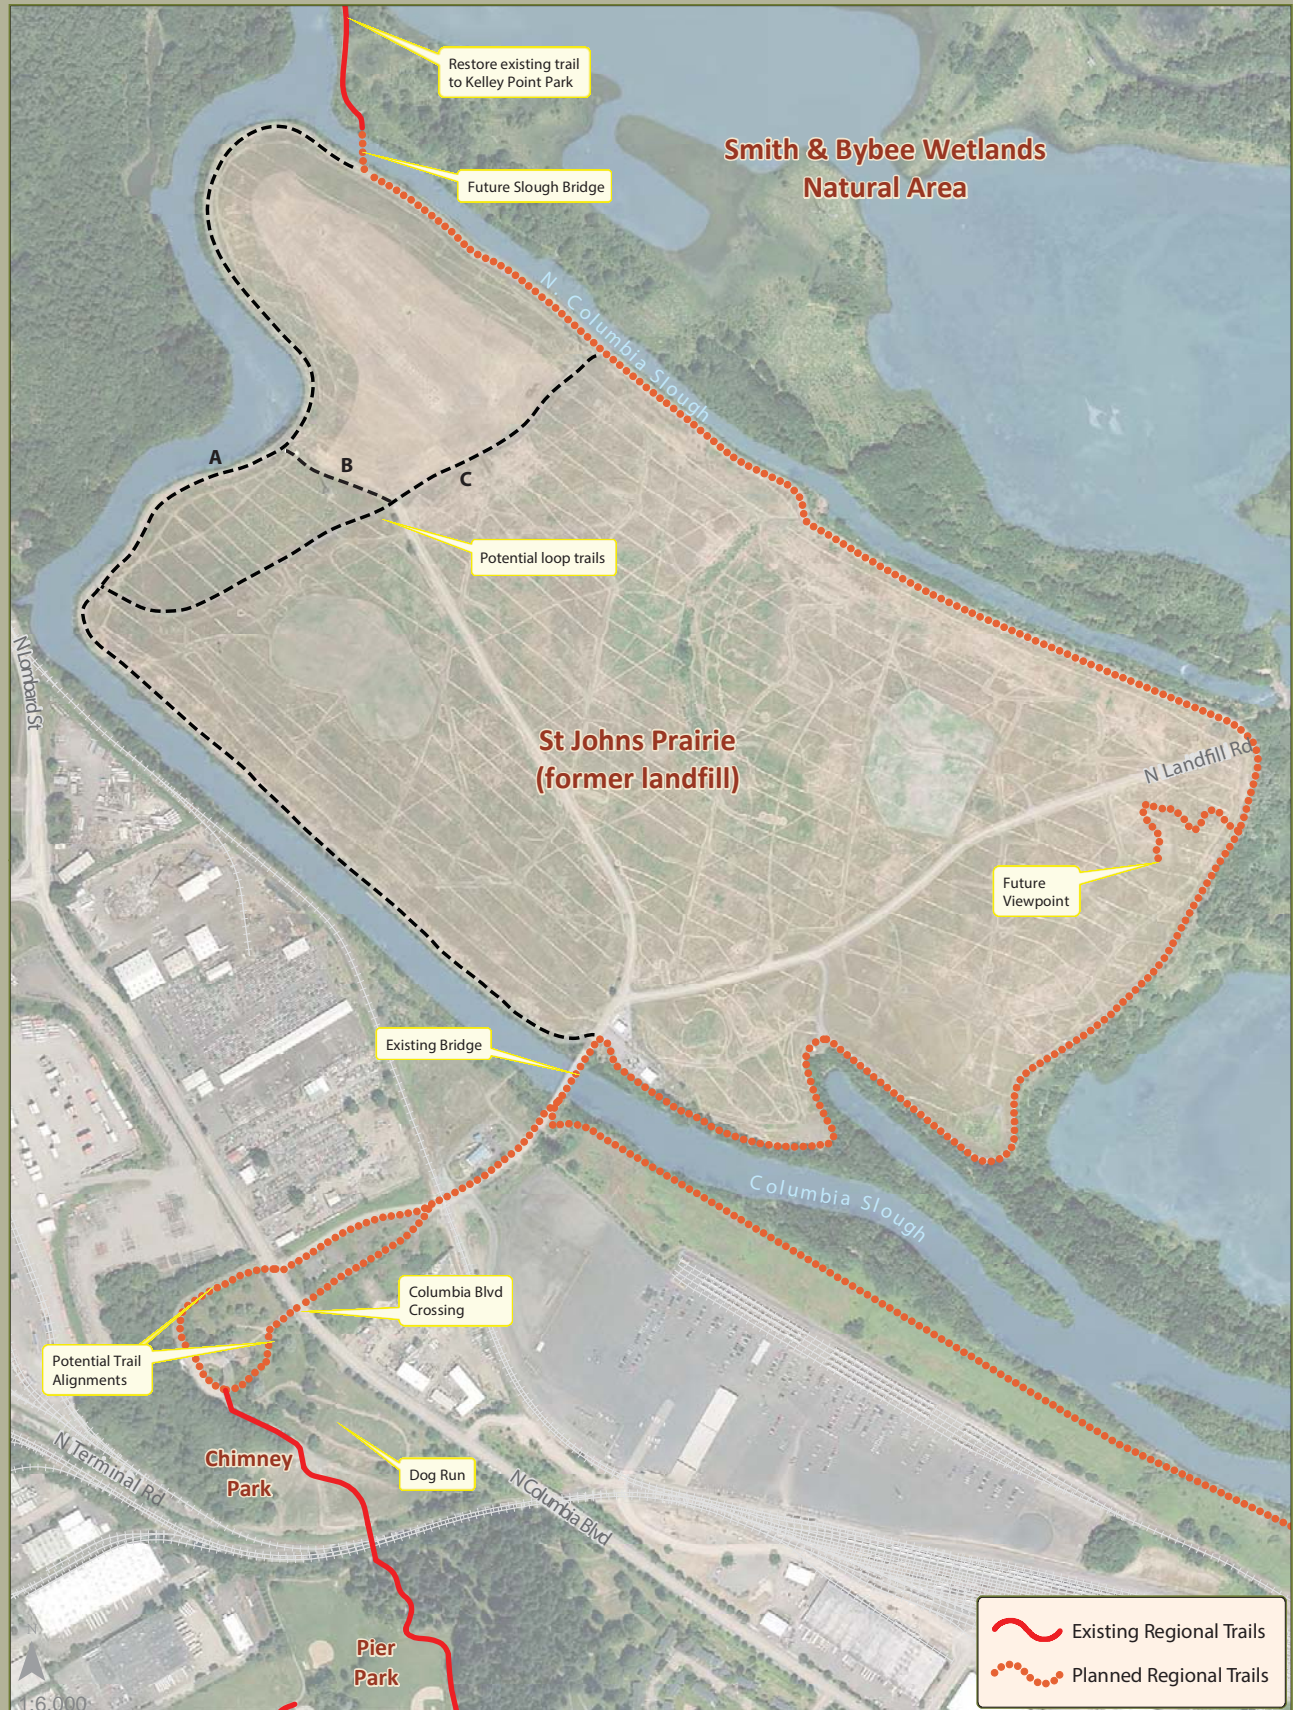 Restore existing trail
to Kelley Point Park
Smith & Bybee Wetlands
Natural Area
Future Slough Bridge
N. Columbia Slough
A
B
C
Potential loop trails
N Lombard St
St Johns Prairie
(former landfill)
N Landfill Rd
Future
Viewpoint
Existing Bridge
Columbia Slough
Columbia Blvd
Crossing
Potential Trail
Alignments
Chimney
Park
Dog Run
N Terminal Rd
N Columbia Blvd
Pier
Park
Existing Regional Trails
Planned Regional Trails
1:6,000